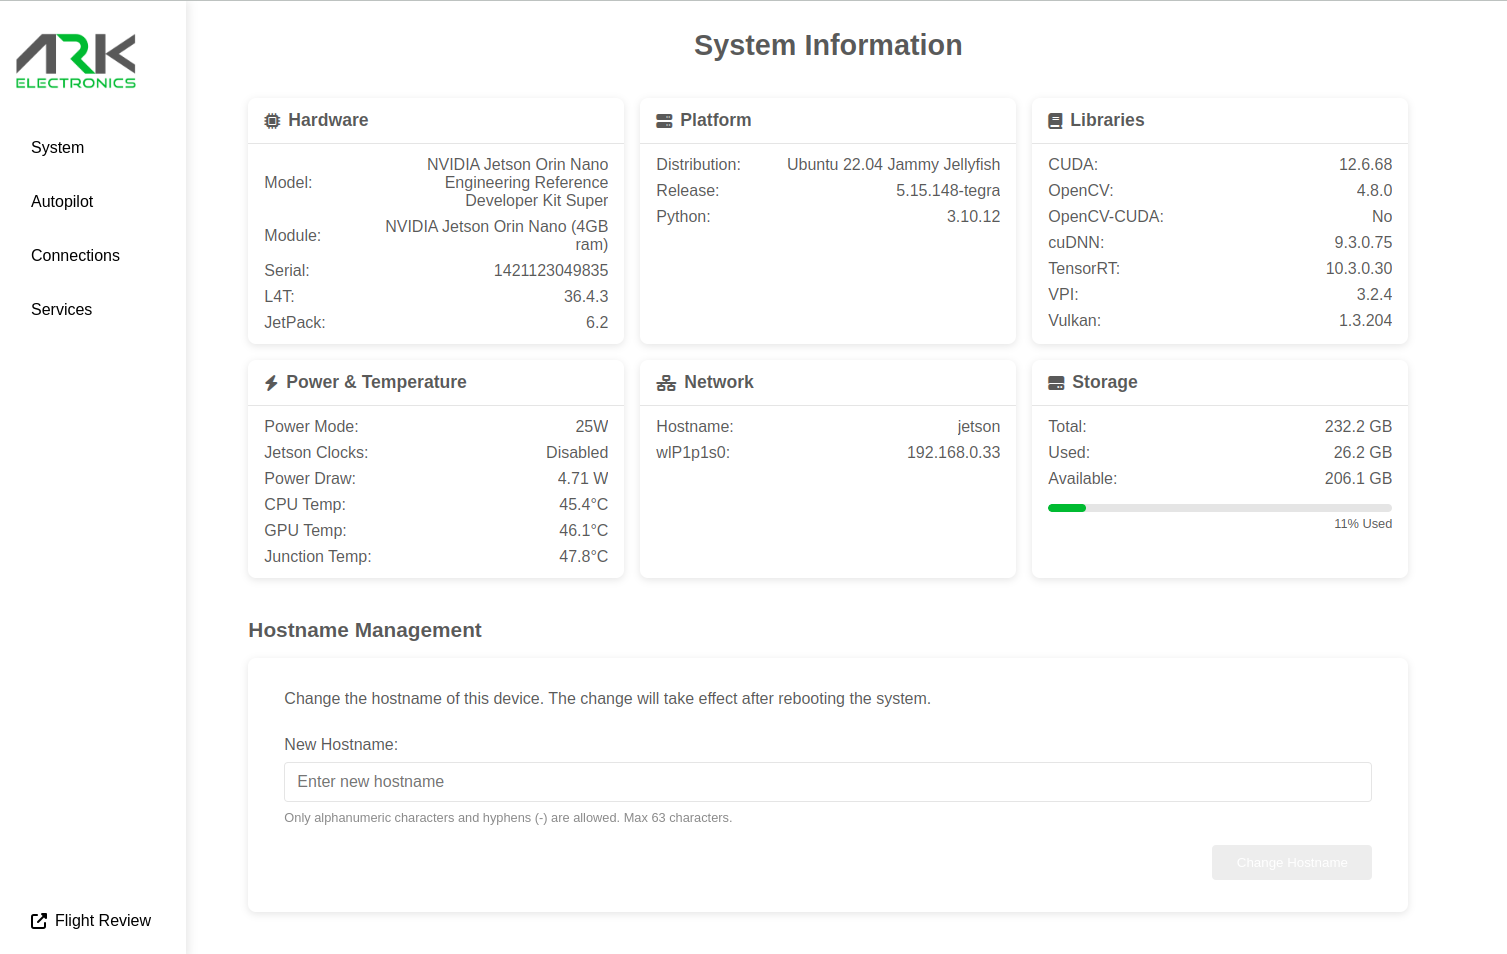 ARK
ELECTRONICS
System
Autopilot
Connections
Services
Flight Review
System Information
Hardware
Model: NVIDIA Jetson Orin Nano
Engineering Reference
Developer Kit Super
Module: NVIDIA Jetson Orin Nano (4GB
ram)
Serial: 1421123049835
L4T: 36.4.3
JetPack: 6.2
Platform
Distribution: Ubuntu 22.04 Jammy Jellyfish
Release: 5.15.148-tegra
Python: 3.10.12
Libraries
CUDA: 12.6.68
OpenCV: 4.8.0
OpenCV-CUDA: No
cuDNN: 9.3.0.75
TensorRT: 10.3.0.30
VPI: 3.2.4
Vulkan: 1.3.204
Power & Temperature
Power Mode: 25W
Jetson Clocks: Disabled
Power Draw: 4.71 W
CPU Temp: 45.4°C
GPU Temp: 46.1°C
Junction Temp: 47.8°C
Network
Hostname: jetson
wlP1p1s0: 192.168.0.33
Storage
Total: 232.2 GB
Used: 26.2 GB
Available: 206.1 GB
11% Used
Hostname Management
Change the hostname of this device. The change will take effect after rebooting the system.
New Hostname:
Enter new hostname
Only alphanumeric characters and hyphens (-) are allowed. Max 63 characters.
Change Hostname